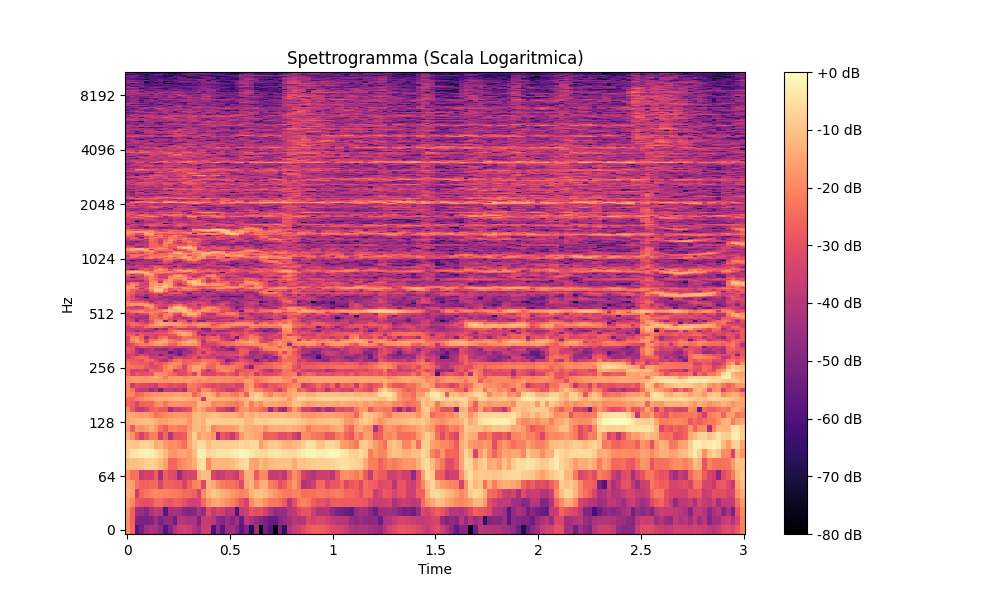 Spettrogramma (Scala Logaritmica)
Hz
8192
4096
2048
1024
512
256
128
64
0
0
0.5
1
1.5
2
2.5
3
Time
+0 dB
-10 dB
-20 dB
-30 dB
-40 dB
-50 dB
-60 dB
-70 dB
-80 dB